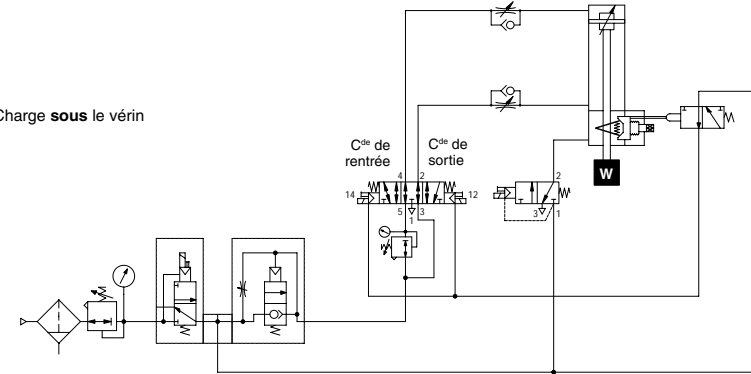 Charge sous le vérin
Cde de rentrée
Cde de sortie
4 2
14 12
5 3
1
2
3 1
W